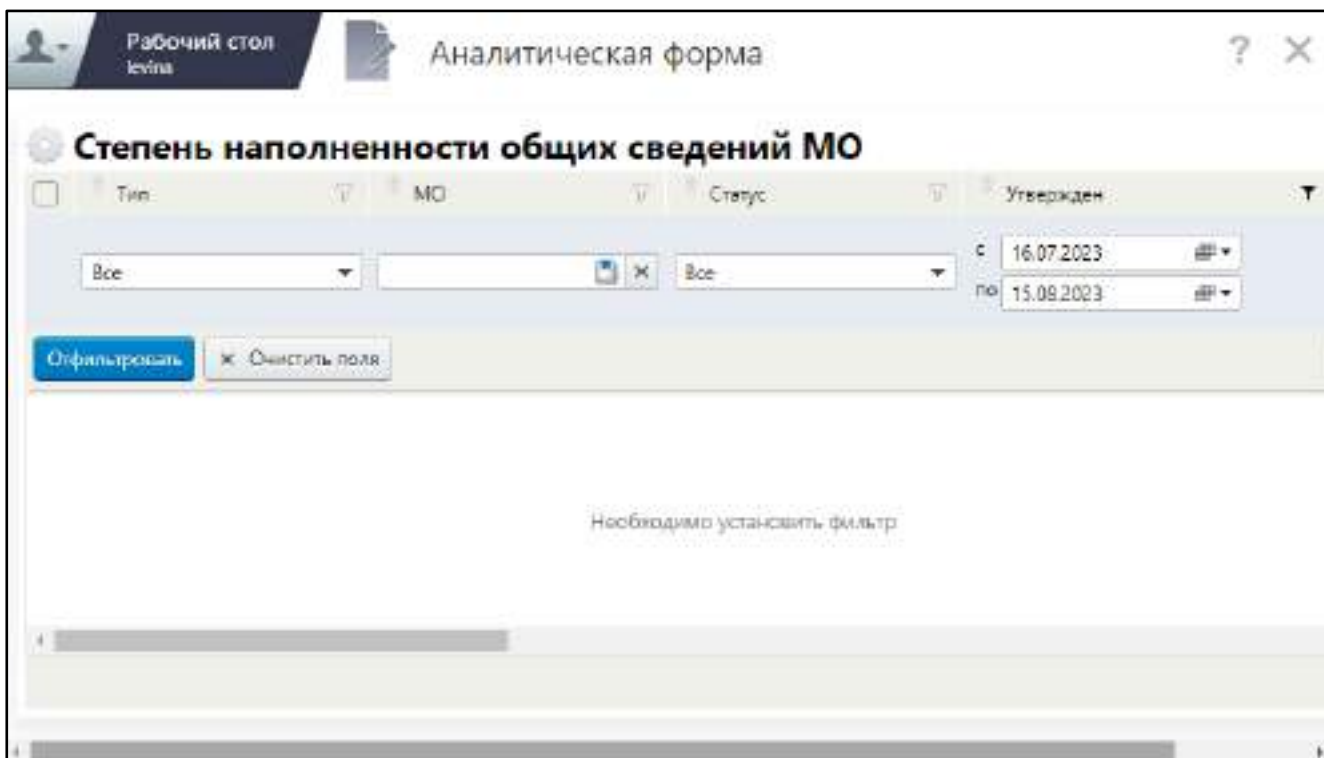 Рабочий стол
levina
Аналитическая форма
?
Степень наполненности общих сведений МО
Тип
МО
Статус
Утвержден
Все
Все
с 16.07.2023
по 15.08.2023
Отфильтровать
Очистить поля
Необходимо установить фильтр